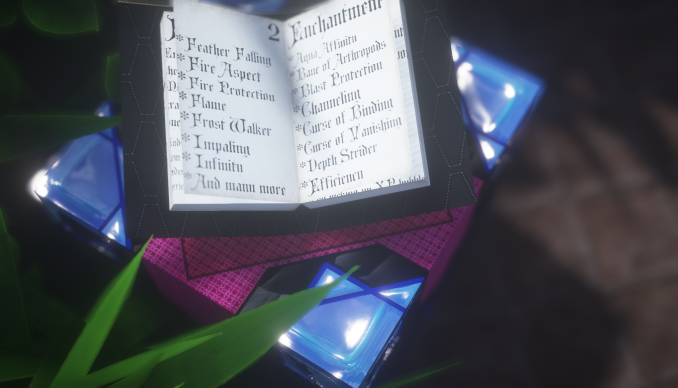 2
* Feather Falling
* Fire Aspect
* Fire Protection
* Flame
* Frost Walker
* Impaling
* Infinity
* And many more
Enchantment
* Aqua Affinity
* Bane of Arthropods
* Blast Protection
* Channeling
* Curse of Binding
* Curse of Vanishing
* Depth Strider
* Efficiency